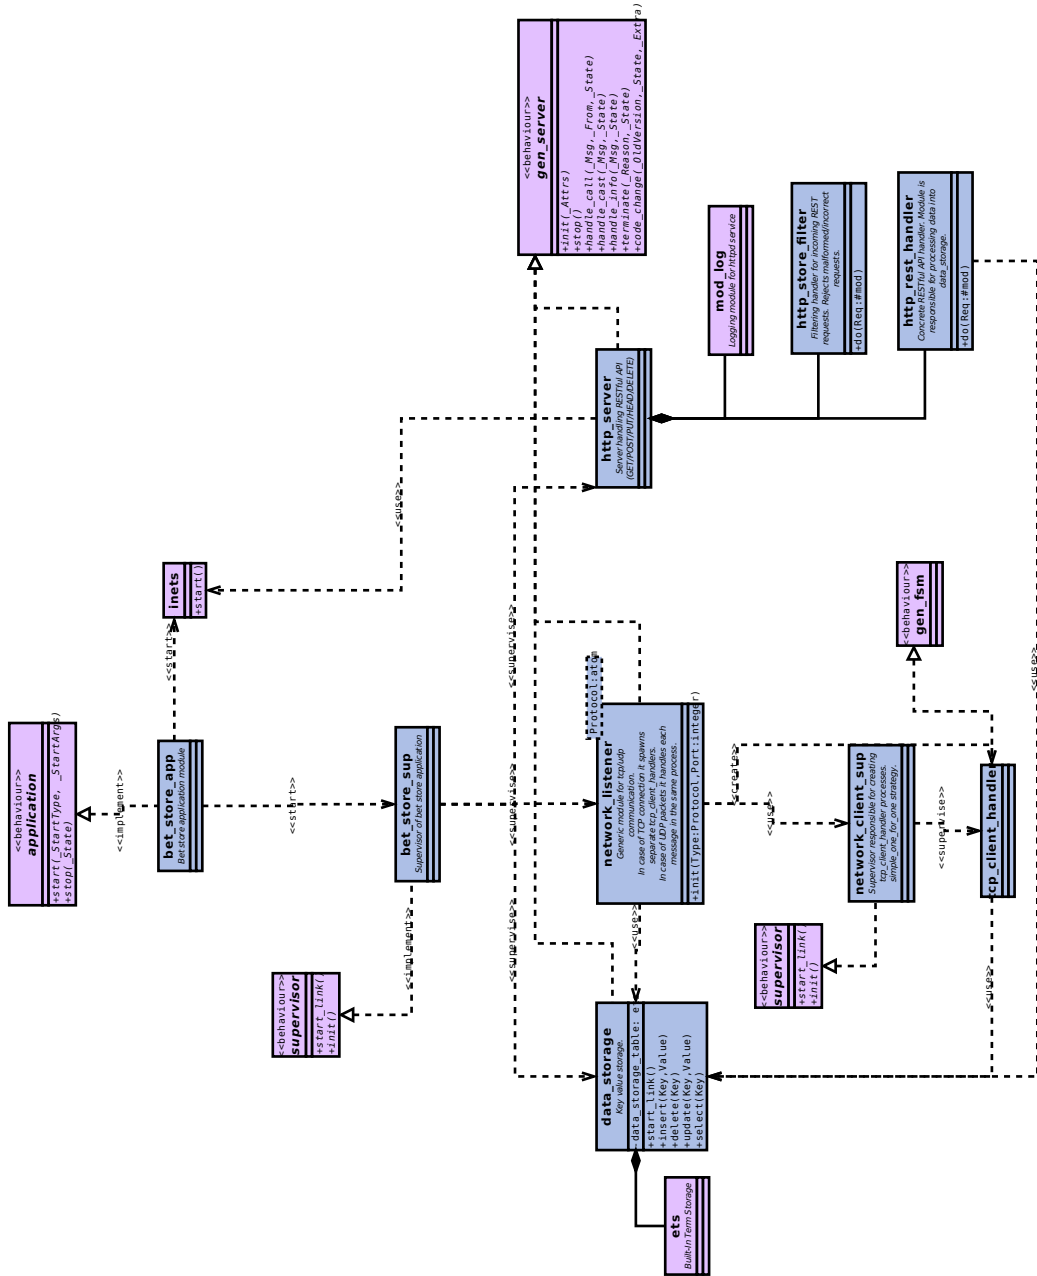 <<behaviour>>
application
+start(_StartType, _StartArgs)
+stop(_State)
<<implement>>
bet_store_app
Bet store application module
<<start>>
inets
+start()
<<start>>
<<use>>
<<behaviour>>
supervisor
+start_link()
+init()
<<implement>>
bet_store_sup
Supervisor of bet store application
<<supervise>>
<<supervise>>
<<supervise>>
<<behaviour>>
gen_server
+init(_Attrs)
+stop()
+handle_call(_Msg,_From,_State)
+handle_cast(_Msg,_State)
+handle_info(_Msg,_State)
+terminate(_Reason,_State)
+code_change(_OldVersion,_State,_Extra)
http_server
Server handling RESTful API
(GET/POST/PUT/HEAD/DELETE)
mod_log
Logging module for httpd service
http_store_filter
Filtering handler for incoming REST
requests. Rejects malformed/incorrect
requests.
+do(Req:#mod)
http_rest_handler
Concrete RESTful API handler. Module is
responsible for processing data into
data_storage.
+do(Req:#mod)
<<use>>
Protocol:atom
network_listener
Generic module for tcp/udp
communication.
In case of TCP connection it spawns
separate tcp_client_handlers.
In case of UDP packets it handles each
message in the same process.
+init(Type:Protocol,Port:integer)
<<use>>
<<create>>
<<use>>
data_storage
Key value storage.
-data_storage_table: e
+start_link()
+insert(Key,Value)
+delete(Key)
+update(Key,Value)
+select(Key)
ets
Built-In Term Storage
<<behaviour>>
supervisor
+start_link()
+init()
network_client_sup
Supervisor responsible for creating
tcp_client_handler processes.
simple_one_for_one strategy.
<<supervise>>
<<behaviour>>
gen_fsm
tcp_client_handler
<<use>>